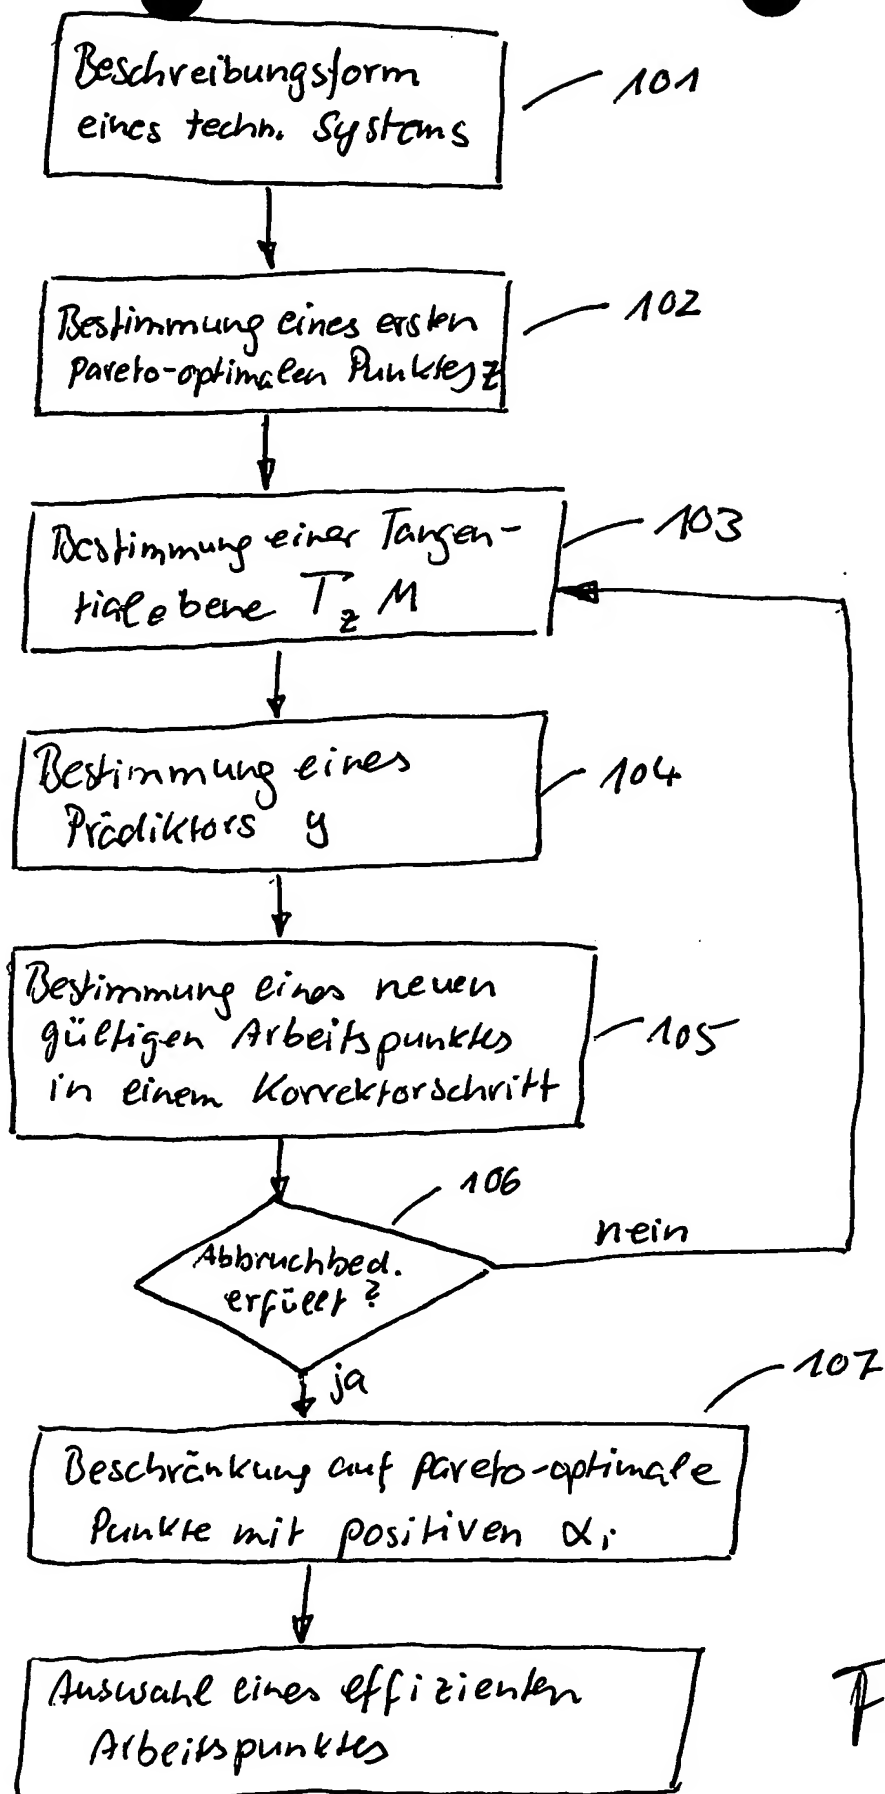 Beschreibungsform
eines techn. Systems
101
Bestimmung eines ersten
pareto-optimalen Punktes z
102
Bestimmung einer Tangen-
tialebene T_z M
103
Bestimmung eines
Prädiktors y
104
Bestimmung eines neuen
gültigen Arbeitspunktes
in einem Korrektorschritt
105
106
Abbruchbed.
erfüllt?
nein
ja
107
Beschränkung auf pareto-optimale
Punkte mit positiven α_i
Auswahl eines effizienten
Arbeitspunktes
F